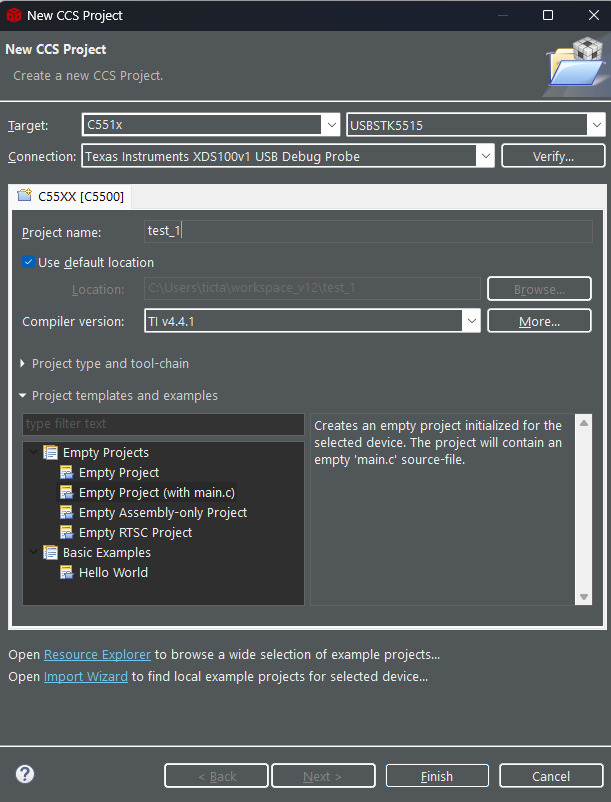 New CCS Project
New CCS Project
Create a new CCS Project.
Target: C551x USBSTK5515
Connection: Texas Instruments XDS100v1 USB Debug Probe Verify...
C55XX [C5500]
Project name: test_1
Use default location
Location: C:\Users\ticta\workspace_v12\test_1 Browse...
Compiler version: TI v4.4.1 More...
Project type and tool-chain
Project templates and examples
type filter text
Creates an empty project initialized for the
selected device. The project will contain an
empty 'main.c' source-file.
Empty Projects
Empty Project
Empty Project (with main.c)
Empty Assembly-only Project
Empty RTSC Project
Basic Examples
Hello World
Open Resource Explorer to browse a wide selection of example projects...
Open Import Wizard to find local example projects for selected device...
? < Back Next > Finish Cancel